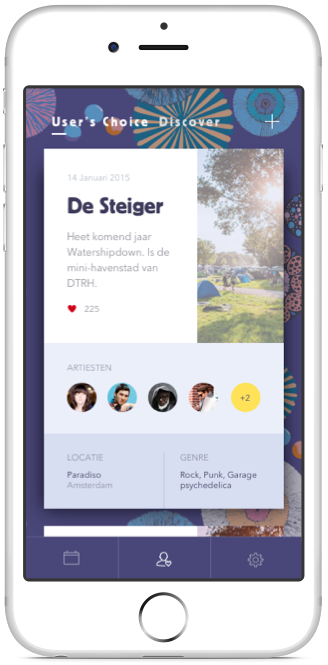 User's Choice Discover
14 Januari 2015
De Steiger
Heet komend jaar
Watershipdown. Is de
mini-havenstad van
DTRH.
225
ARTIESTEN
+2
LOCATIE
GENRE
Paradiso
Rock, Punk, Garage
Amsterdam
psychedelica